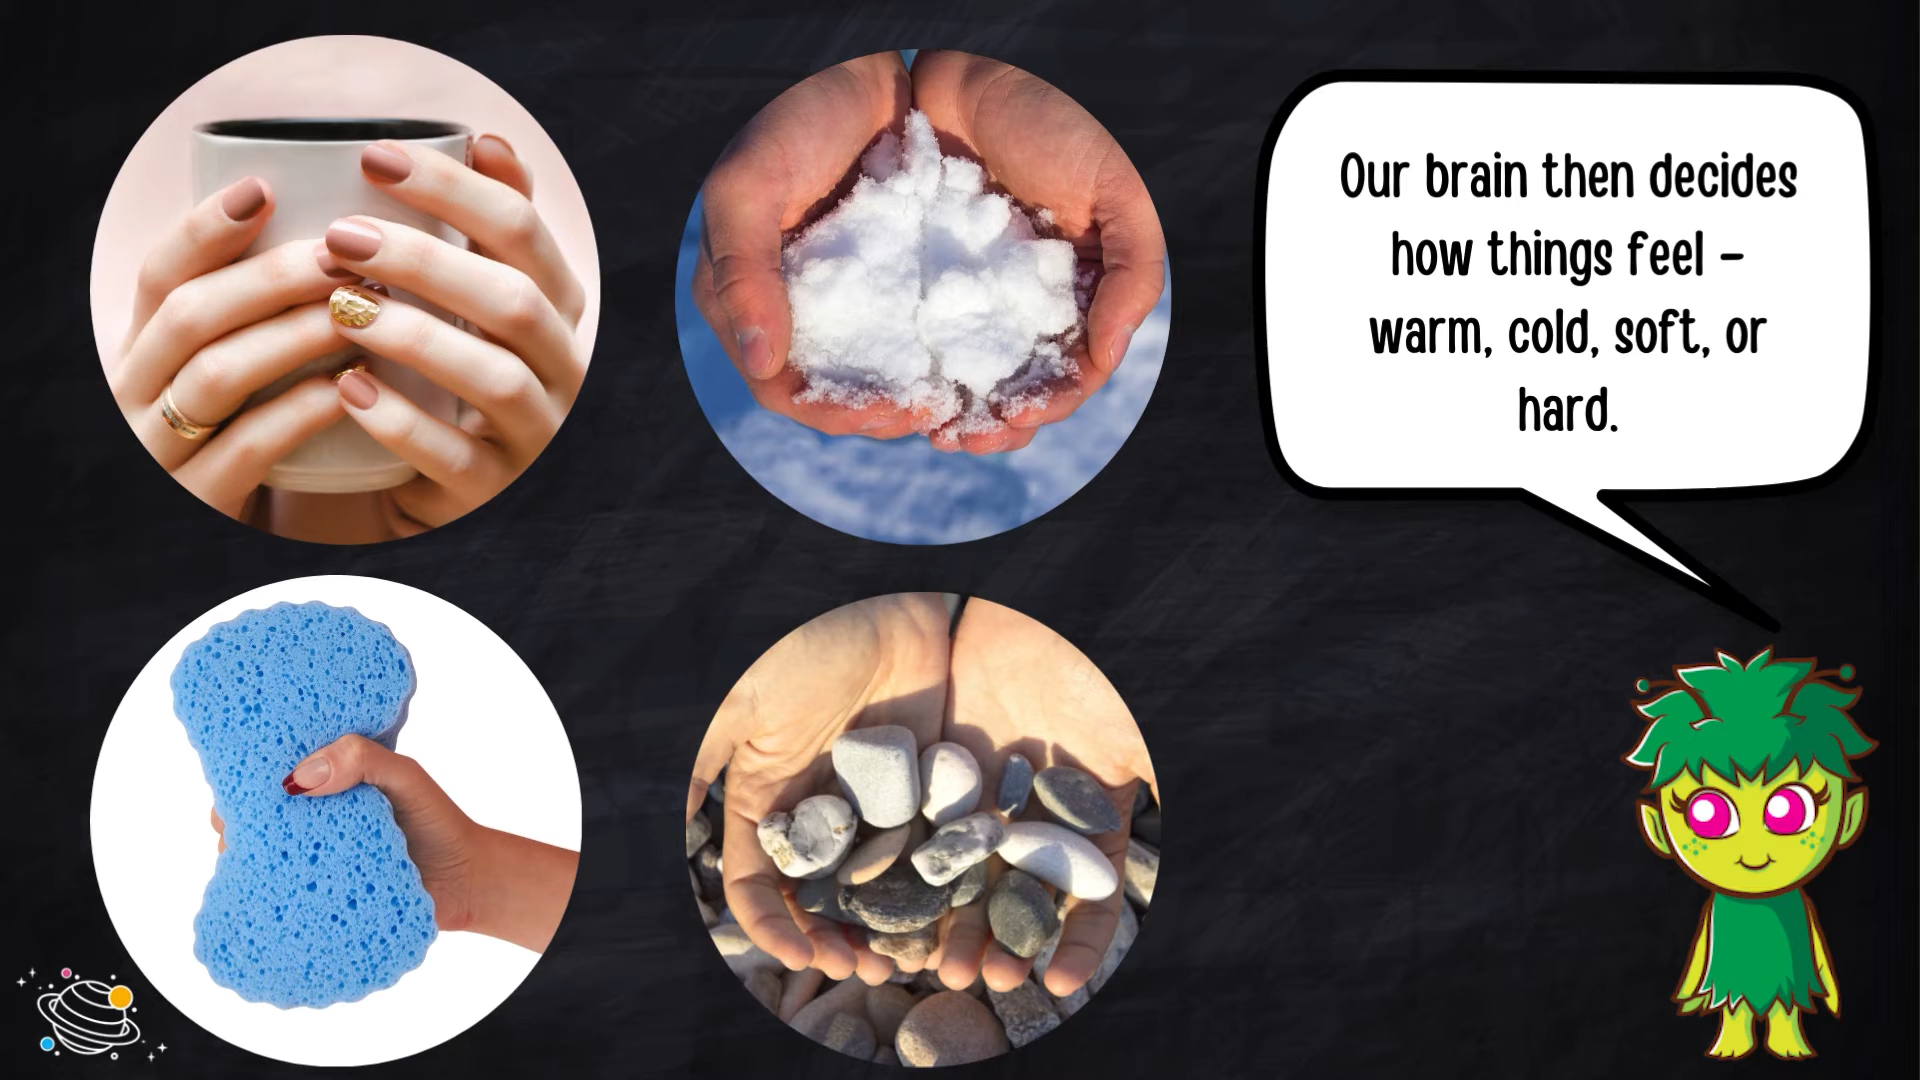 Our brain then decides
how things feel –
warm, cold, soft, or
hard.